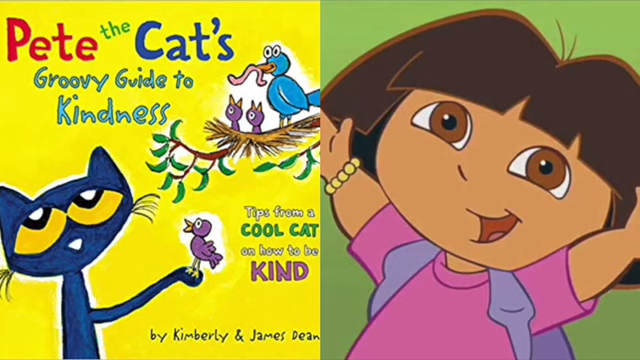 Pete the Cat's
Groovy Guide to
Kindness
Tips from a
COOL CAT
on how to be
KIND
by Kimberly & James Dean